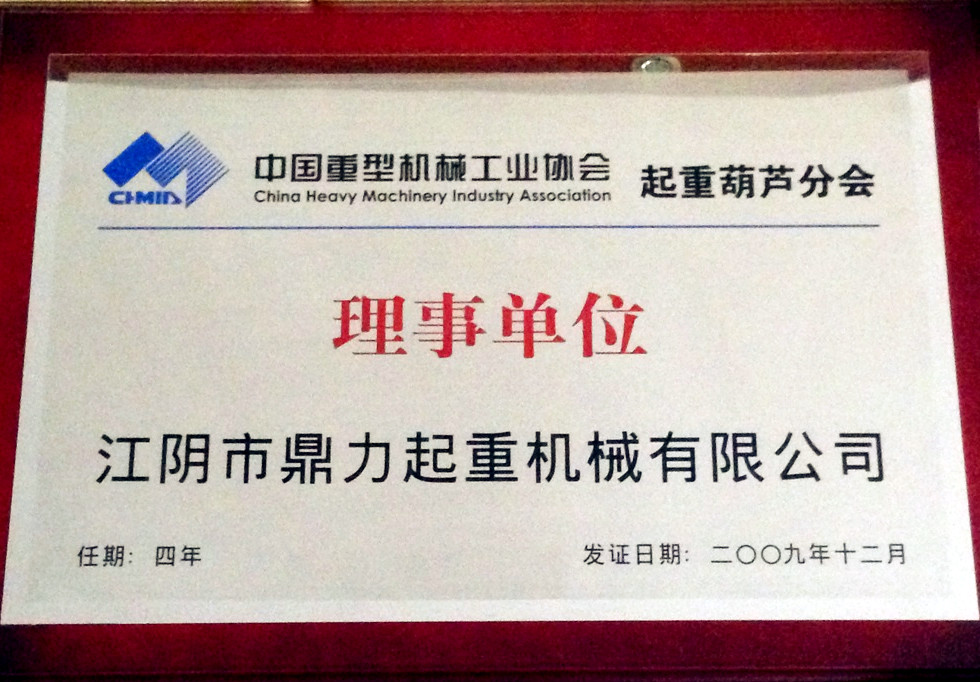 CHMIA
中国重型机械工业协会 起重葫芦分会
China Heavy Machinery Industry Association
理事单位
江阴市鼎力起重机械有限公司
任期：四年 发证日期：二〇〇九年十二月